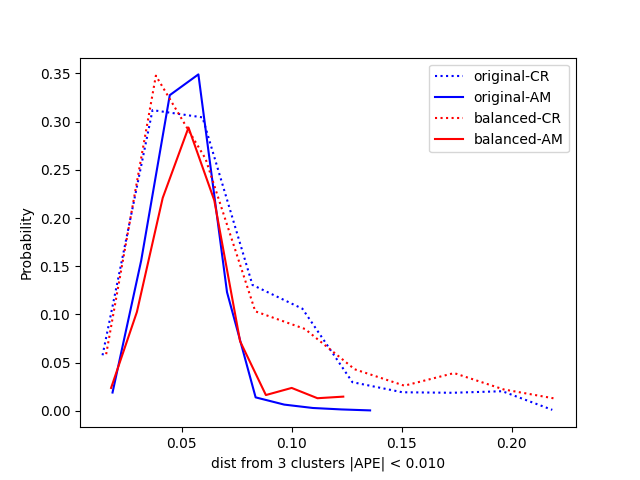 original-CR
original-AM
balanced-CR
balanced-AM
Probability
0.35
0.30
0.25
0.20
0.15
0.10
0.05
0.00
0.05 0.10 0.15 0.20
dist from 3 clusters |APE| < 0.010